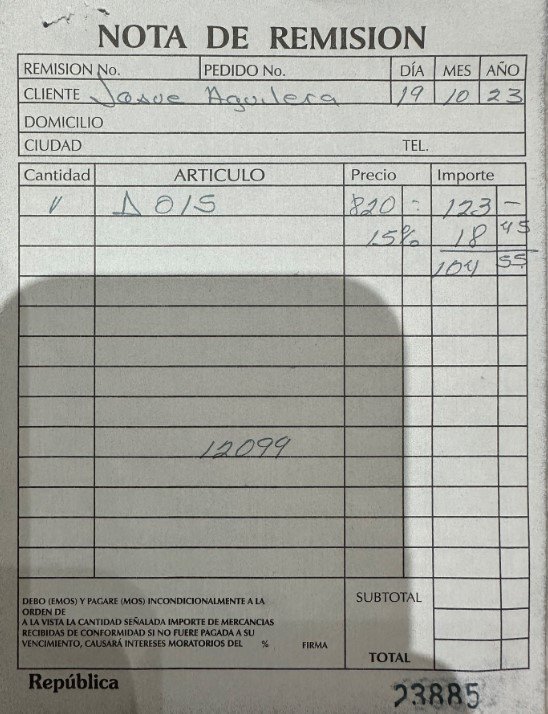 NOTA DE REMISION
REMISION No. PEDIDO No. DÍA MES AÑO
CLIENTE Josue Aguilera 19 10 23
DOMICILIO
CIUDAD TEL.
Cantidad ARTICULO Precio Importe
015 820 - 123 -
15% 18 45
104 55
12099
DEBO (EMOS) Y PAGARE (MOS) INCONDICIONALMENTE A LA
ORDEN DE
A LA VISTA LA CANTIDAD SEÑALADA IMPORTE DE MERCANCIAS
RECIBIDAS DE CONFORMIDAD SI NO FUERE PAGADA A SU
VENCIMIENTO, CAUSARÁ INTERESES MORATORIOS DEL % FIRMA
SUBTOTAL
TOTAL
República
23885